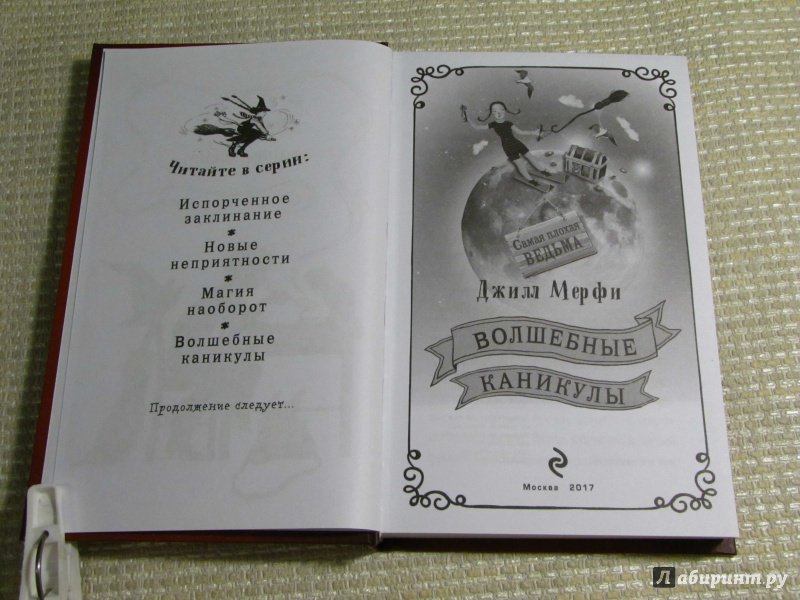 Читайте в серии:
Испорченное
заклинание
*
Новые
неприятности
*
Магия
наоборот
*
Волшебные
каникулы
Продолжение следует...
Самая плохая
ВЕДЬМА
Джилл Мерфи
ВОЛШЕБНЫЕ
КАНИКУЛЫ
Москва 2017
Лабиринт.ру